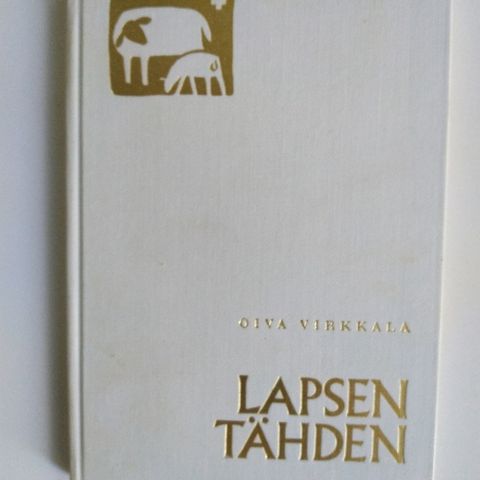 OIVA VIRKKALA
LAPSEN
TÄHDEN